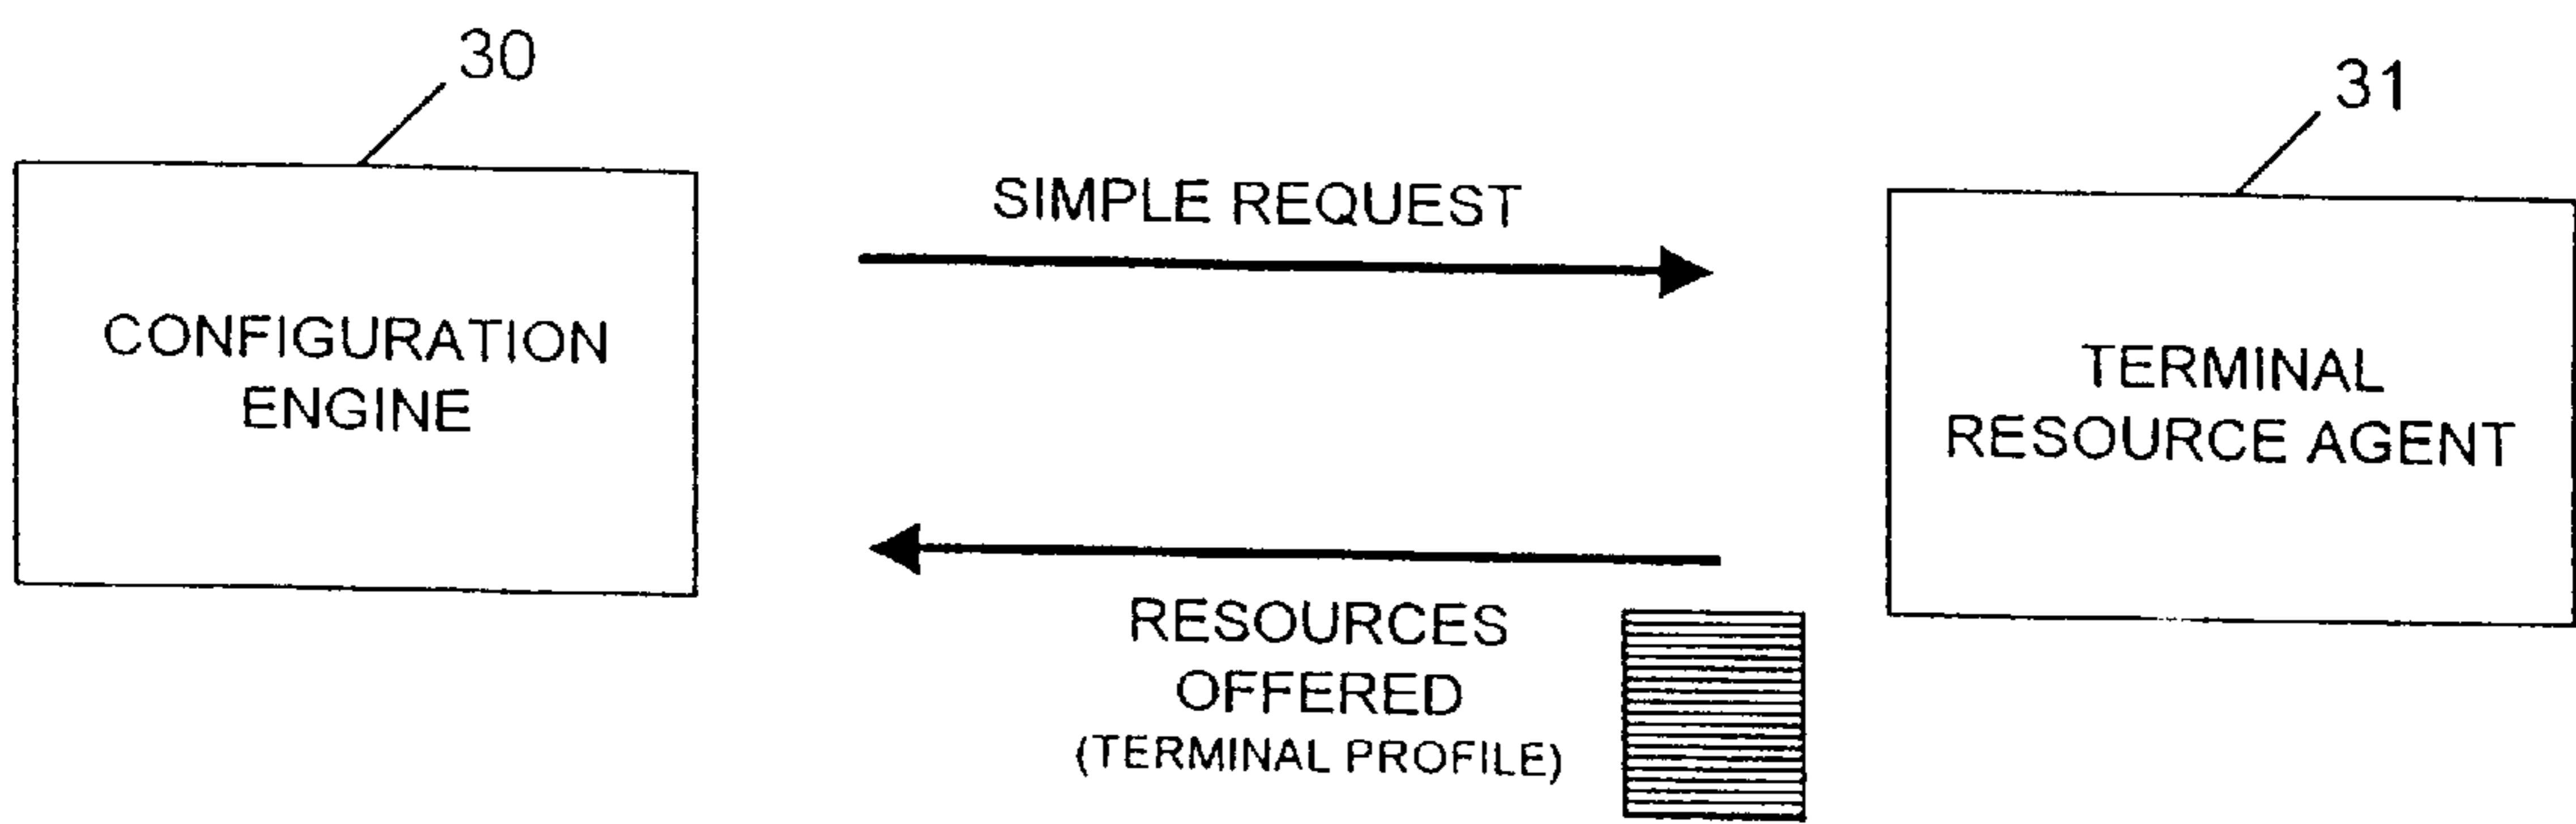 30
31
SIMPLE REQUEST
CONFIGURATION
ENGINE
TERMINAL
RESOURCE AGENT
RESOURCES
OFFERED
(TERMINAL PROFILE)